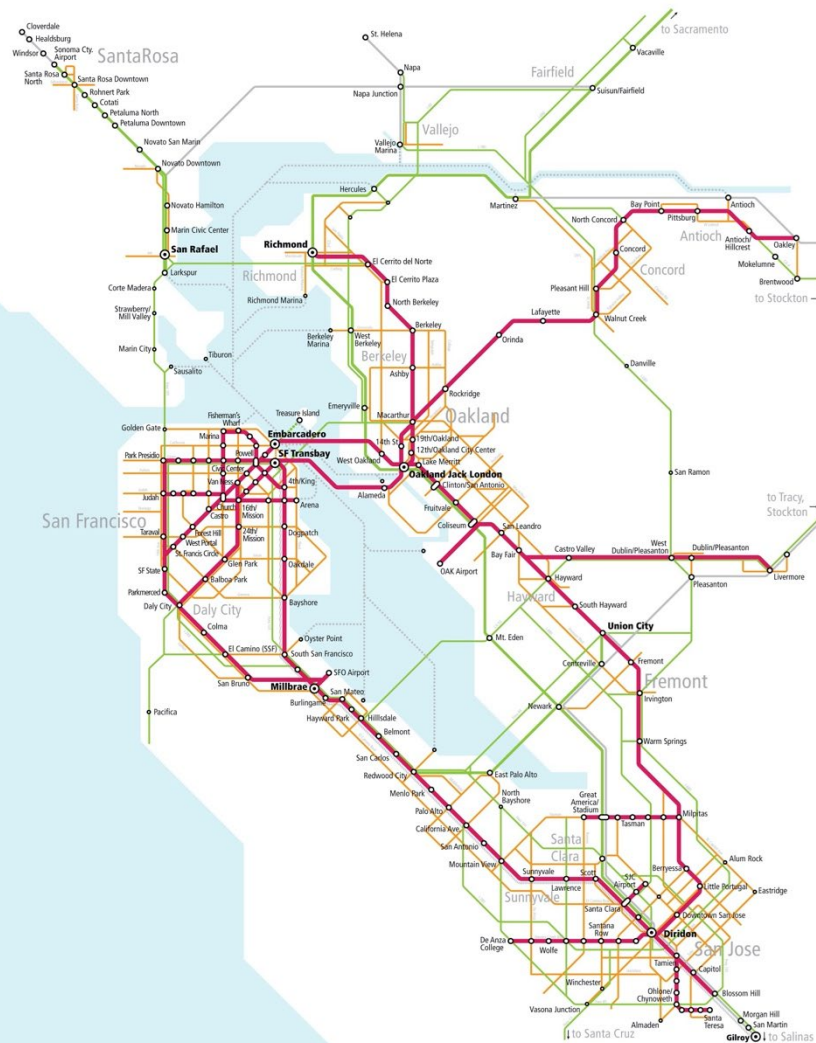 Cloverdale
Healdsburg
Windsor
Sonoma Cty.
Airport
SantaRosa
Santa Rosa
North
Santa Rosa Downtown
Rohnert Park
Cotati
Petaluma North
Petaluma Downtown
Novato San Marin
Novato Downtown
Novato Hamilton
Marin Civic Center
San Rafael
Larkspur
Corte Madera
Strawberry/
Mill Valley
Marin City
Sausalito
Tiburon
St. Helena
Napa
Napa Junction
Vallejo
Vallejo
Marina
Fairfield
Suisun/Fairfield
Vacaville
to Sacramento
Hercules
Martinez
Richmond
Richmond
Richmond Marina
El Cerrito del Norte
El Cerrito Plaza
North Berkeley
Berkeley
Berkeley
Marina
West
Berkeley
Berkeley
Ashby
Emeryville
Macarthur
Rockridge
Orinda
Lafayette
Walnut Creek
Pleasant Hill
Concord
Concord
North Concord
Bay Point
Pittsburg
Antioch
Antioch
Antioch/
Hillcrest
Oakley
Mokelumne
Brentwood
to Stockton
Danville
San Ramon
to Tracy,
Stockton
Oakland
19th/Oakland
12th/Oakland City Center
14th St
Lake Merritt
West Oakland
Oakland Jack London
Clinton/San Antonio
Alameda
Fruitvale
Coliseum
OAK Airport
San Leandro
Bay Fair
Castro Valley
West
Dublin/Pleasanton
Dublin/Pleasanton
Livermore
Pleasanton
Hayward
Hayward
South Hayward
Union City
Mt. Eden
Centreville
Fremont
Fremont
Irvington
Newark
Warm Springs
Treasure Island
Embarcadero
SF Transbay
Fisherman's
Wharf
Marina
Golden Gate
Park Presidio
Powell
Civic Center
Van Ness
4th/King
Judah
Church
Castro
16th/
Mission
Arena
San Francisco
Taraval
Forest Hill
West Portal
St. Francis Circle
24th/
Mission
Dogpatch
Glen Park
Oakdale
SF State
Balboa Park
Parkmerced
Bayshore
Daly City
Daly City
Colma
Oyster Point
El Camino (SSF)
South San Francisco
SFO Airport
San Bruno
Millbrae
San Mateo
Burlingame
Hayward Park
Hilllsdale
Pacifica
Belmont
San Carlos
Redwood City
East Palo Alto
Menlo Park
North
Bayshore
Palo Alto
California Ave.
San Antonio
Mountain View
Great
America/
Stadium
Tasman
Milpitas
Santa
Clara
Sunnyvale
Sunnyvale
Lawrence
Scott
SJC
Airport
Berryessa
Alum Rock
Little Portugal
Eastridge
Santa Clara
Downtown San Jose
Santana
Row
Diridon
De Anza
College
Wolfe
San Jose
Tamien
Capitol
Winchester
Ohlone/
Chynoweth
Blossom Hill
Vasona Junction
Santa
Teresa
Almaden
Morgan Hill
San Martin
Gilroy
to Salinas
to Santa Cruz